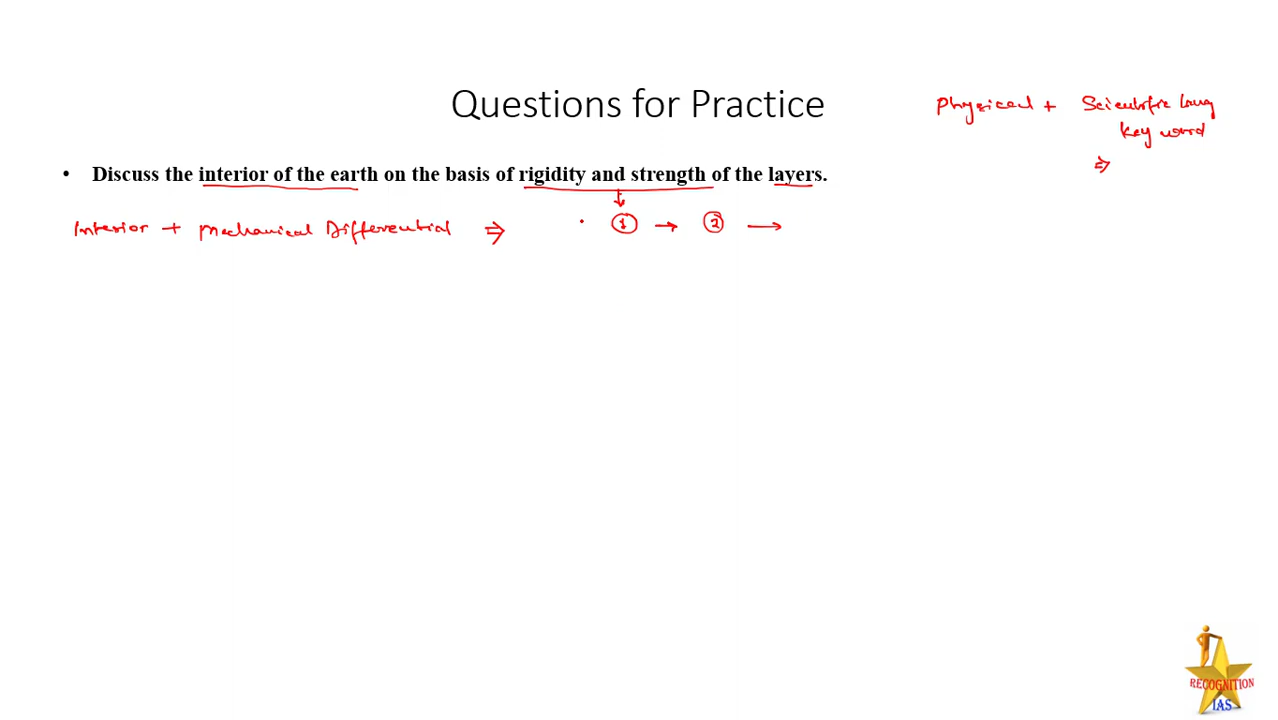 Questions for Practice
Physical + Scientific lang
key word
⇒
• Discuss the interior of the earth on the basis of rigidity and strength of the layers.
Interior + Mechanical Differential ⇒ 1 → 2 →
RECOGNITION
IAS